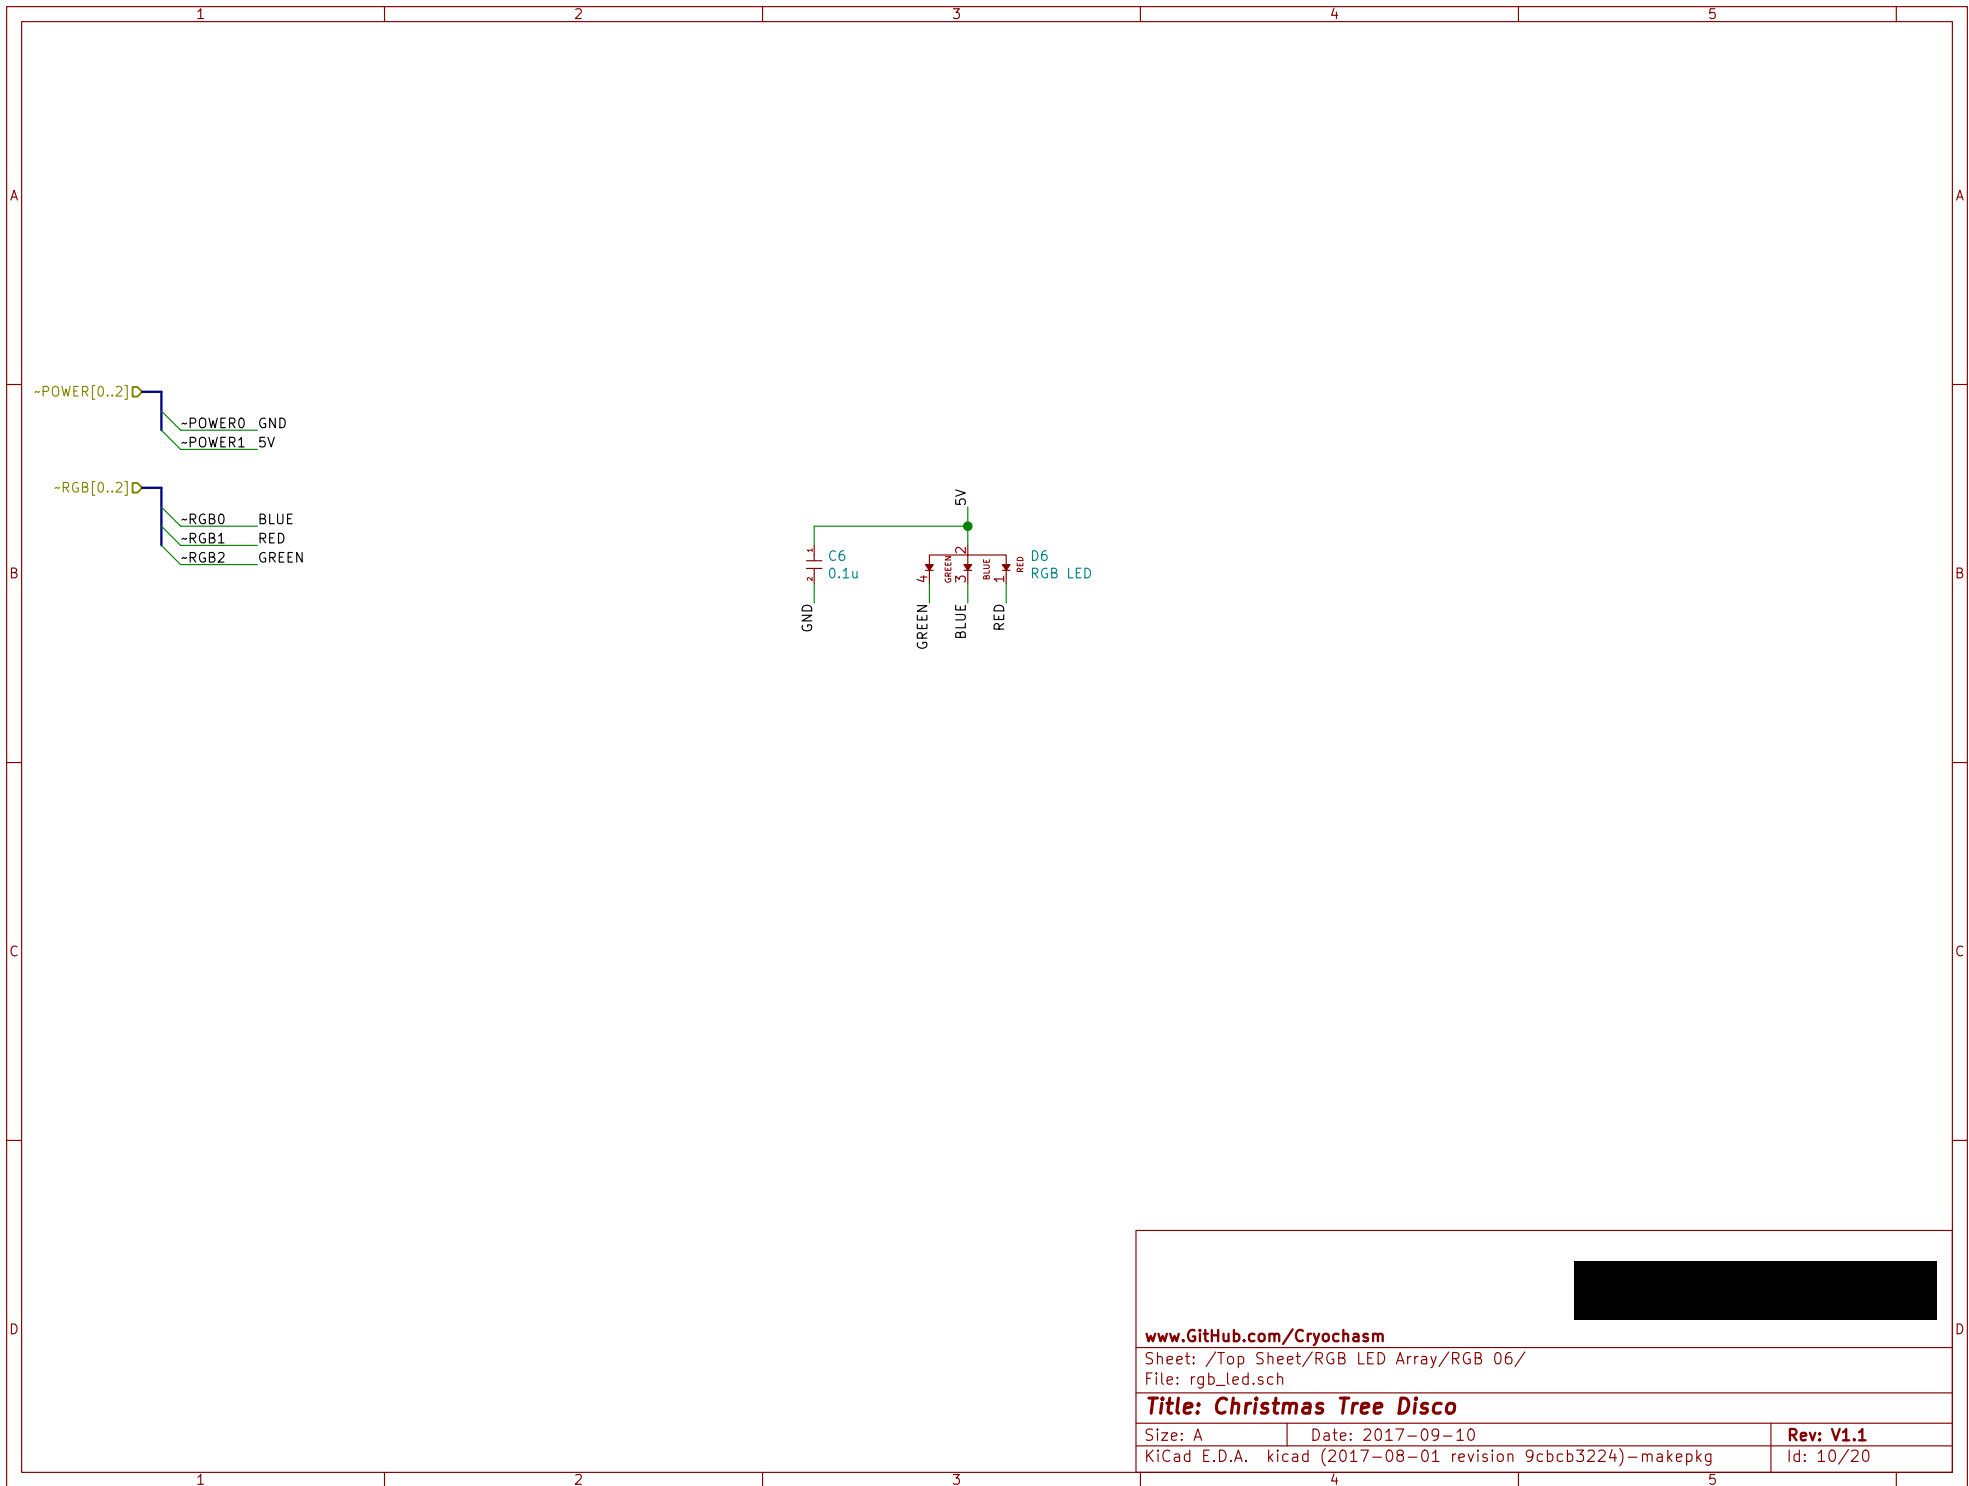 1 2 3 4 5
A A
~POWER[0..2]
~POWER0 GND
~POWER1 5V
~RGB[0..2]
~RGB0 BLUE
~RGB1 RED
~RGB2 GREEN
5V
1
C6
0.1u
2
GND
2
GREEN
BLUE
RED
4
3
1
D6
RGB LED
GREEN
BLUE
RED
B B
C C
D D
www.GitHub.com/Cryochasm
Sheet: /Top Sheet/RGB LED Array/RGB 06/
File: rgb_led.sch
Title: Christmas Tree Disco
Size: A Date: 2017-09-10 Rev: V1.1
KiCad E.D.A. kicad (2017-08-01 revision 9cbcb3224)-makepkg Id: 10/20
1 2 3 4 5